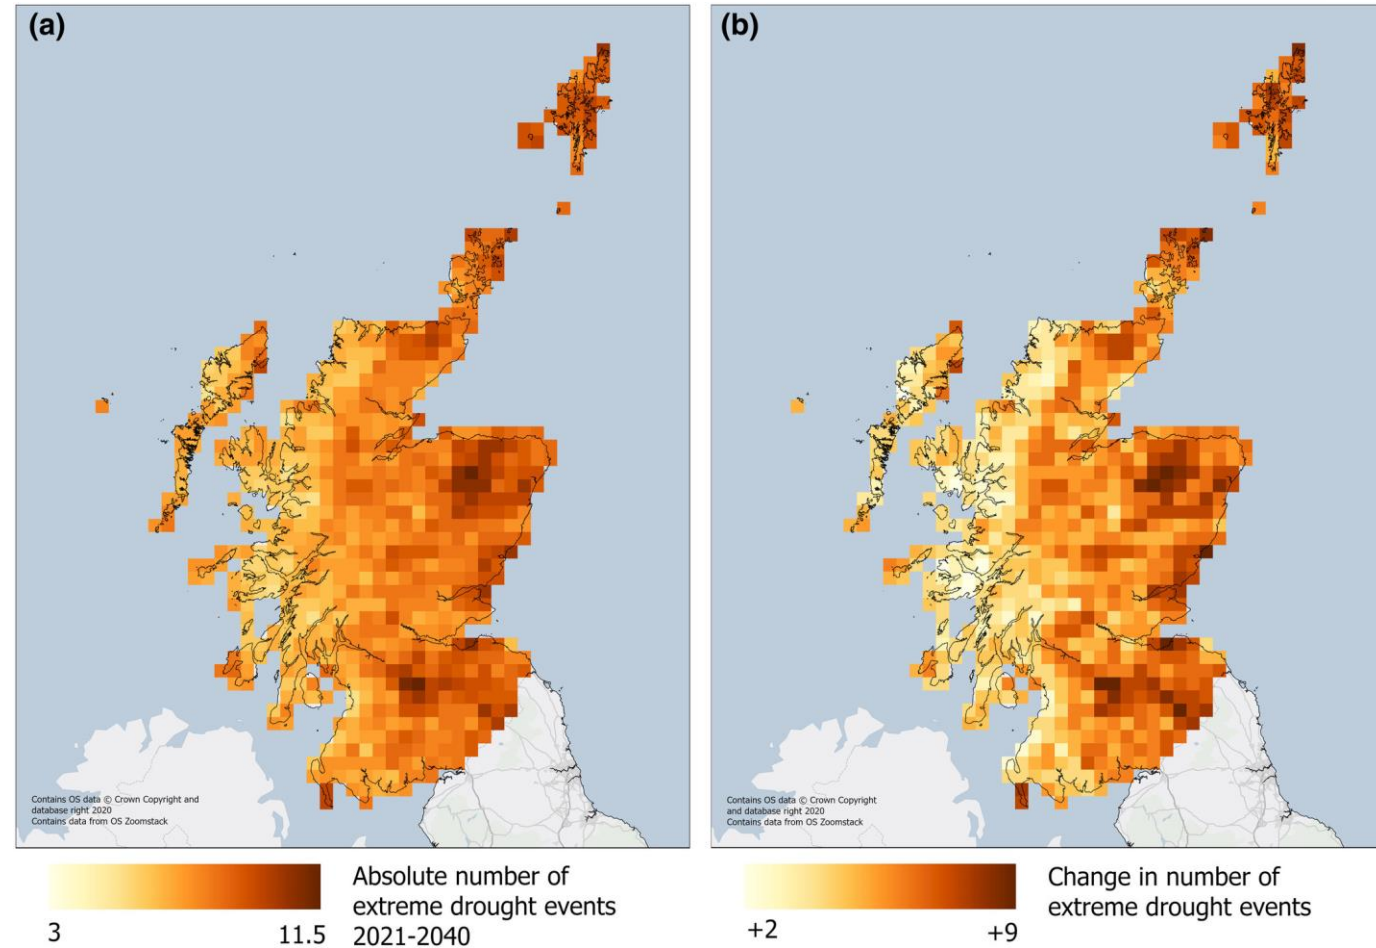 (a)
Contains OS data © Crown Copyright and
database right 2020
Contains data from OS Zoomstack
3
11.5
Absolute number of
extreme drought events
2021-2040
(b)
Contains OS data © Crown Copyright
and database right 2020
Contains data from OS Zoomstack
+2
+9
Change in number of
extreme drought events